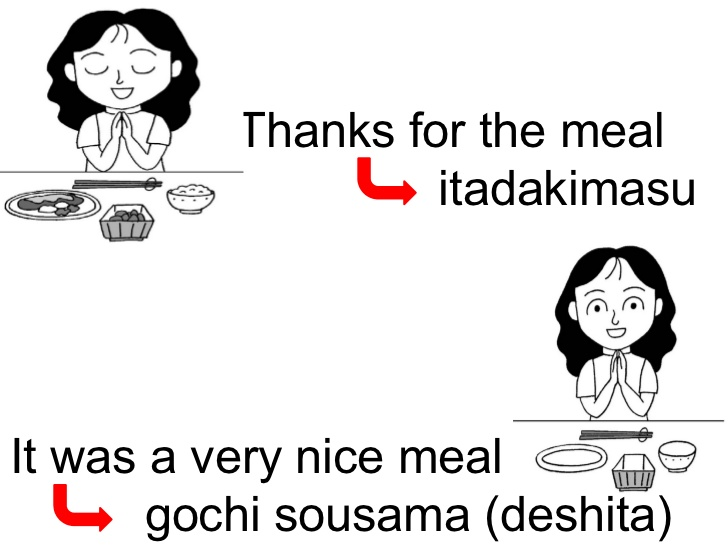 Thanks for the meal
itadakimasu
It was a very nice meal
gochi sousama (deshita)